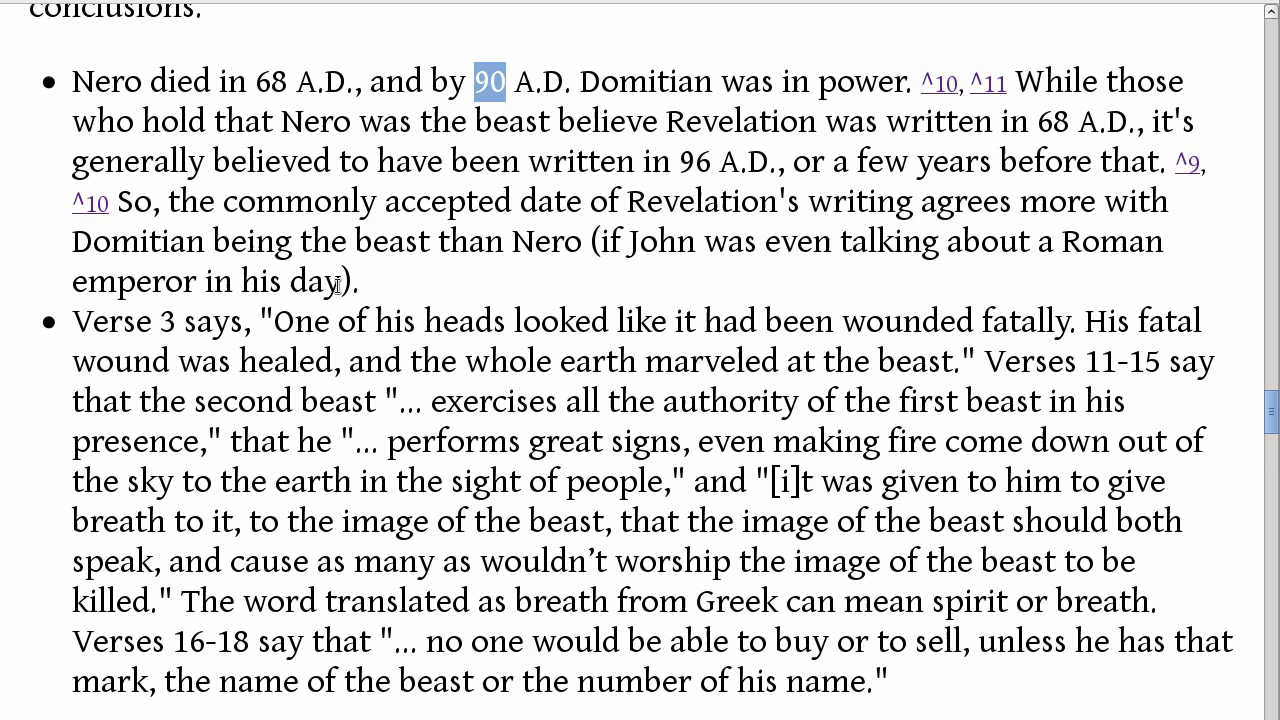 conclusions.
Nero died in 68 A.D., and by 90 A.D. Domitian was in power. ^10, ^11 While those
who hold that Nero was the beast believe Revelation was written in 68 A.D., it's
generally believed to have been written in 96 A.D., or a few years before that. ^9,
^10 So, the commonly accepted date of Revelation's writing agrees more with
Domitian being the beast than Nero (if John was even talking about a Roman
emperor in his day).
Verse 3 says, "One of his heads looked like it had been wounded fatally. His fatal
wound was healed, and the whole earth marveled at the beast." Verses 11-15 say
that the second beast "... exercises all the authority of the first beast in his
presence," that he "... performs great signs, even making fire come down out of
the sky to the earth in the sight of people," and "[i]t was given to him to give
breath to it, to the image of the beast, that the image of the beast should both
speak, and cause as many as wouldn’t worship the image of the beast to be
killed." The word translated as breath from Greek can mean spirit or breath.
Verses 16-18 say that "... no one would be able to buy or to sell, unless he has that
mark, the name of the beast or the number of his name."